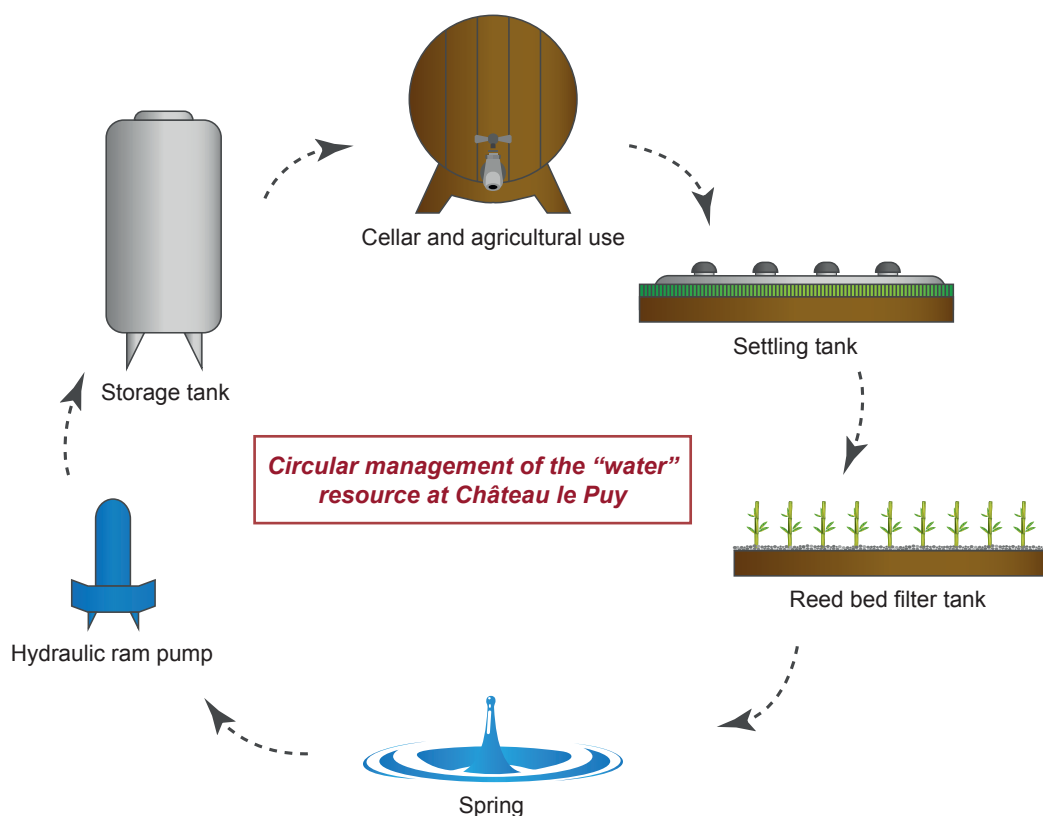 Cellar and agricultural use
Settling tank
Storage tank
Circular management of the “water”
resource at Château le Puy
Reed bed filter tank
Hydraulic ram pump
Spring